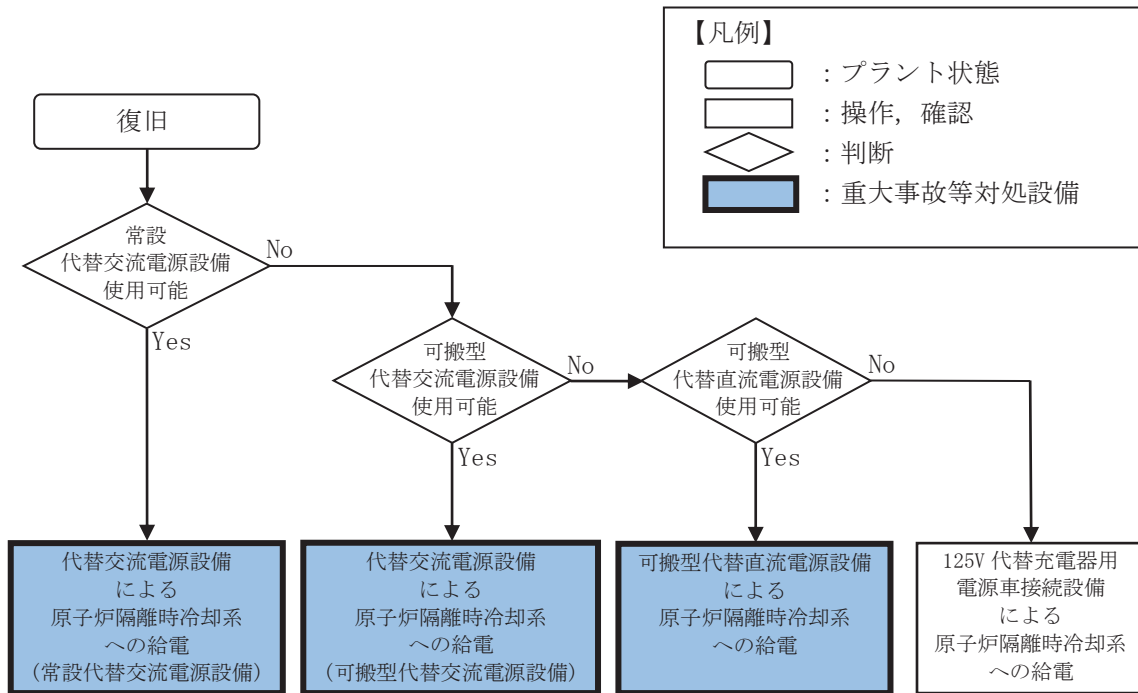 【凡例】
：プラント状態
：操作，確認
：判断
：重大事故等対処設備
復旧
常設
代替交流電源設備
使用可能
No
Yes
可搬型
代替交流電源設備
使用可能
No
Yes
可搬型
代替直流電源設備
使用可能
No
Yes
代替交流電源設備
による
原子炉隔離時冷却系
への給電
(常設代替交流電源設備)
代替交流電源設備
による
原子炉隔離時冷却系
への給電
(可搬型代替交流電源設備)
可搬型代替直流電源設備
による
原子炉隔離時冷却系
への給電
125V 代替充電器用
電源車接続設備
による
原子炉隔離時冷却系
への給電